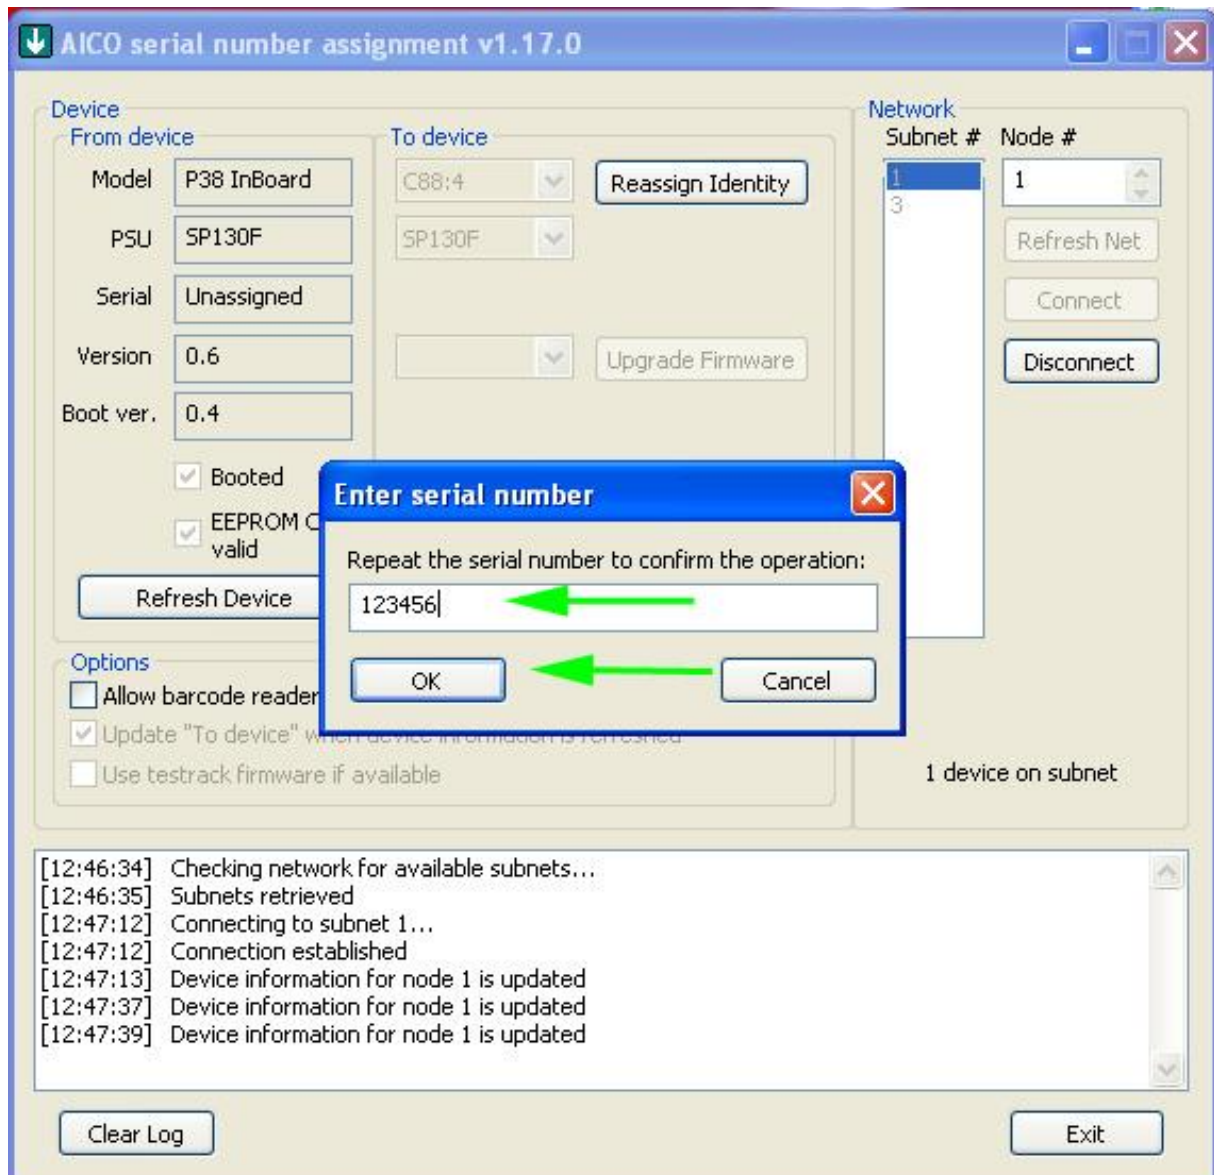 AICO serial number assignment v1.17.0
Device
From device
To device
Network
Subnet #
Node #
Model
P38 InBoard
C88:4
Reassign Identity
1
3
1
PSU
SP130F
SP130F
Refresh Net
Serial
Unassigned
Connect
Version
0.6
Upgrade Firmware
Disconnect
Boot ver.
0.4
Booted
EEPROM C
valid
Refresh Device
Enter serial number
Repeat the serial number to confirm the operation:
123456
OK
Cancel
Options
Allow barcode reader
Update "To device" when device information is refreshed
Use testrack firmware if available
1 device on subnet
[12:46:34] Checking network for available subnets...
[12:46:35] Subnets retrieved
[12:47:12] Connecting to subnet 1...
[12:47:12] Connection established
[12:47:13] Device information for node 1 is updated
[12:47:37] Device information for node 1 is updated
[12:47:39] Device information for node 1 is updated
Clear Log
Exit